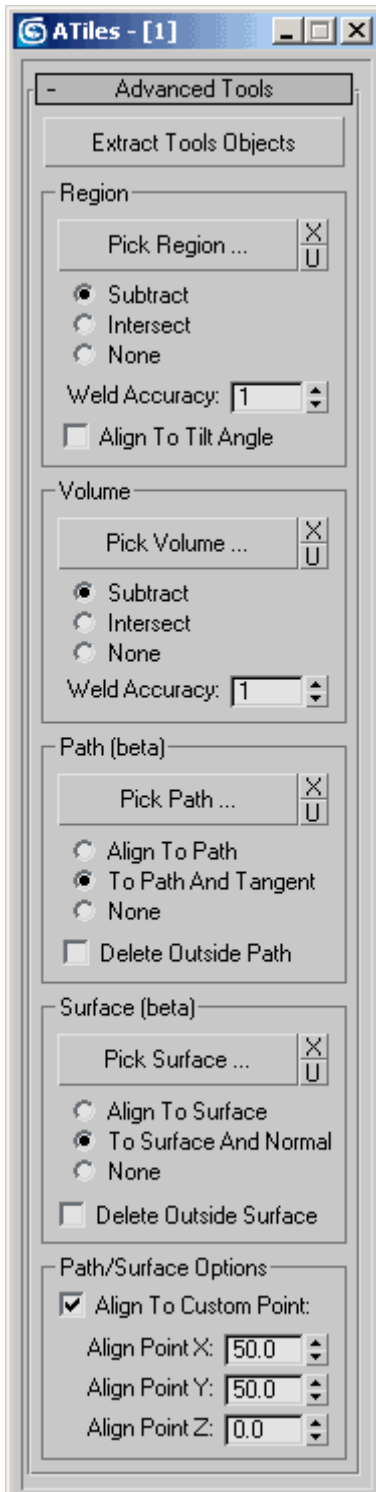 ATiles - [1]
- Advanced Tools
Extract Tools Objects
Region
Pick Region ...
X
U
Subtract
Intersect
None
Weld Accuracy: 1
Align To Tilt Angle
Volume
Pick Volume ...
X
U
Subtract
Intersect
None
Weld Accuracy: 1
Path (beta)
Pick Path ...
X
U
Align To Path
To Path And Tangent
None
Delete Outside Path
Surface (beta)
Pick Surface ...
X
U
Align To Surface
To Surface And Normal
None
Delete Outside Surface
Path/Surface Options
Align To Custom Point:
Align Point X: 50.0
Align Point Y: 50.0
Align Point Z: 0.0